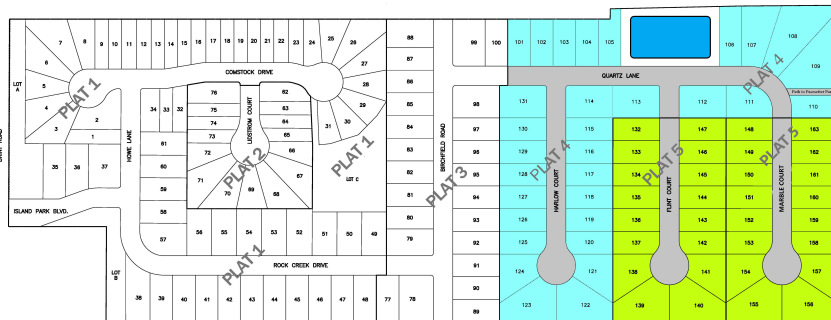 7 8 9 10 11 12 13 14 15 16 17 18 19 20 21 22 23 24 25 26 88 99 100 101 102 103 104 105 106 107 108
6 27 87
LOT A
5 COMSTOCK DRIVE QUARTZ LANE PLAT 4 109
PLAT 1 28 86
4 76 62 29 85 98 131 114 113 112 111 110
34 33 32 75 63 30
3 2 74 LIDSTROM COURT 64 31 84 97 130 115 132 147 148 163
1 HOWE LANE 61 73 65 PLAT 1 83 BIRCHFIELD ROAD 96 129 116 133 146 149 162
72 PLAT 2 66
35 36 37 60 71 67 LOT C 82 PLAT 3 95 128 PLAT 4 117 134 PLAT 5 145 150 PLAT 5 161
59 70 69 68 81 94 127 HARLOW COURT 118 135 FLINT COURT 144 151 MARBLE COURT 160
ISLAND PARK BLVD. 58 80 93 126 119 136 143 152 159
57 56 55 54 53 52 51 50 49 79 92 125 120 137 142 153 158
PLAT 1
LOT B ROCK CREEK DRIVE 91 124 121 138 141 154 157
38 39 40 41 42 43 44 45 46 47 48 77 78 90 123 122 139 140 155 156
89